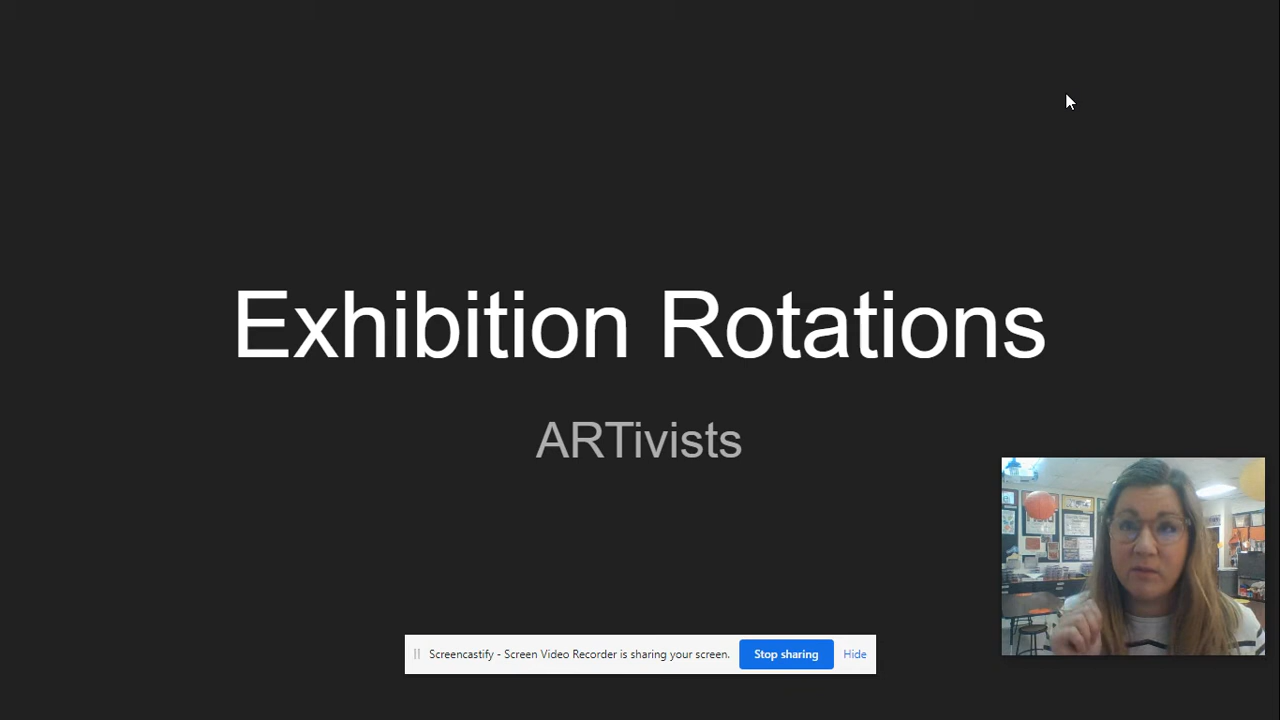 Exhibition Rotations
ARTivists
Screencastify - Screen Video Recorder is sharing your screen. Stop sharing Hide